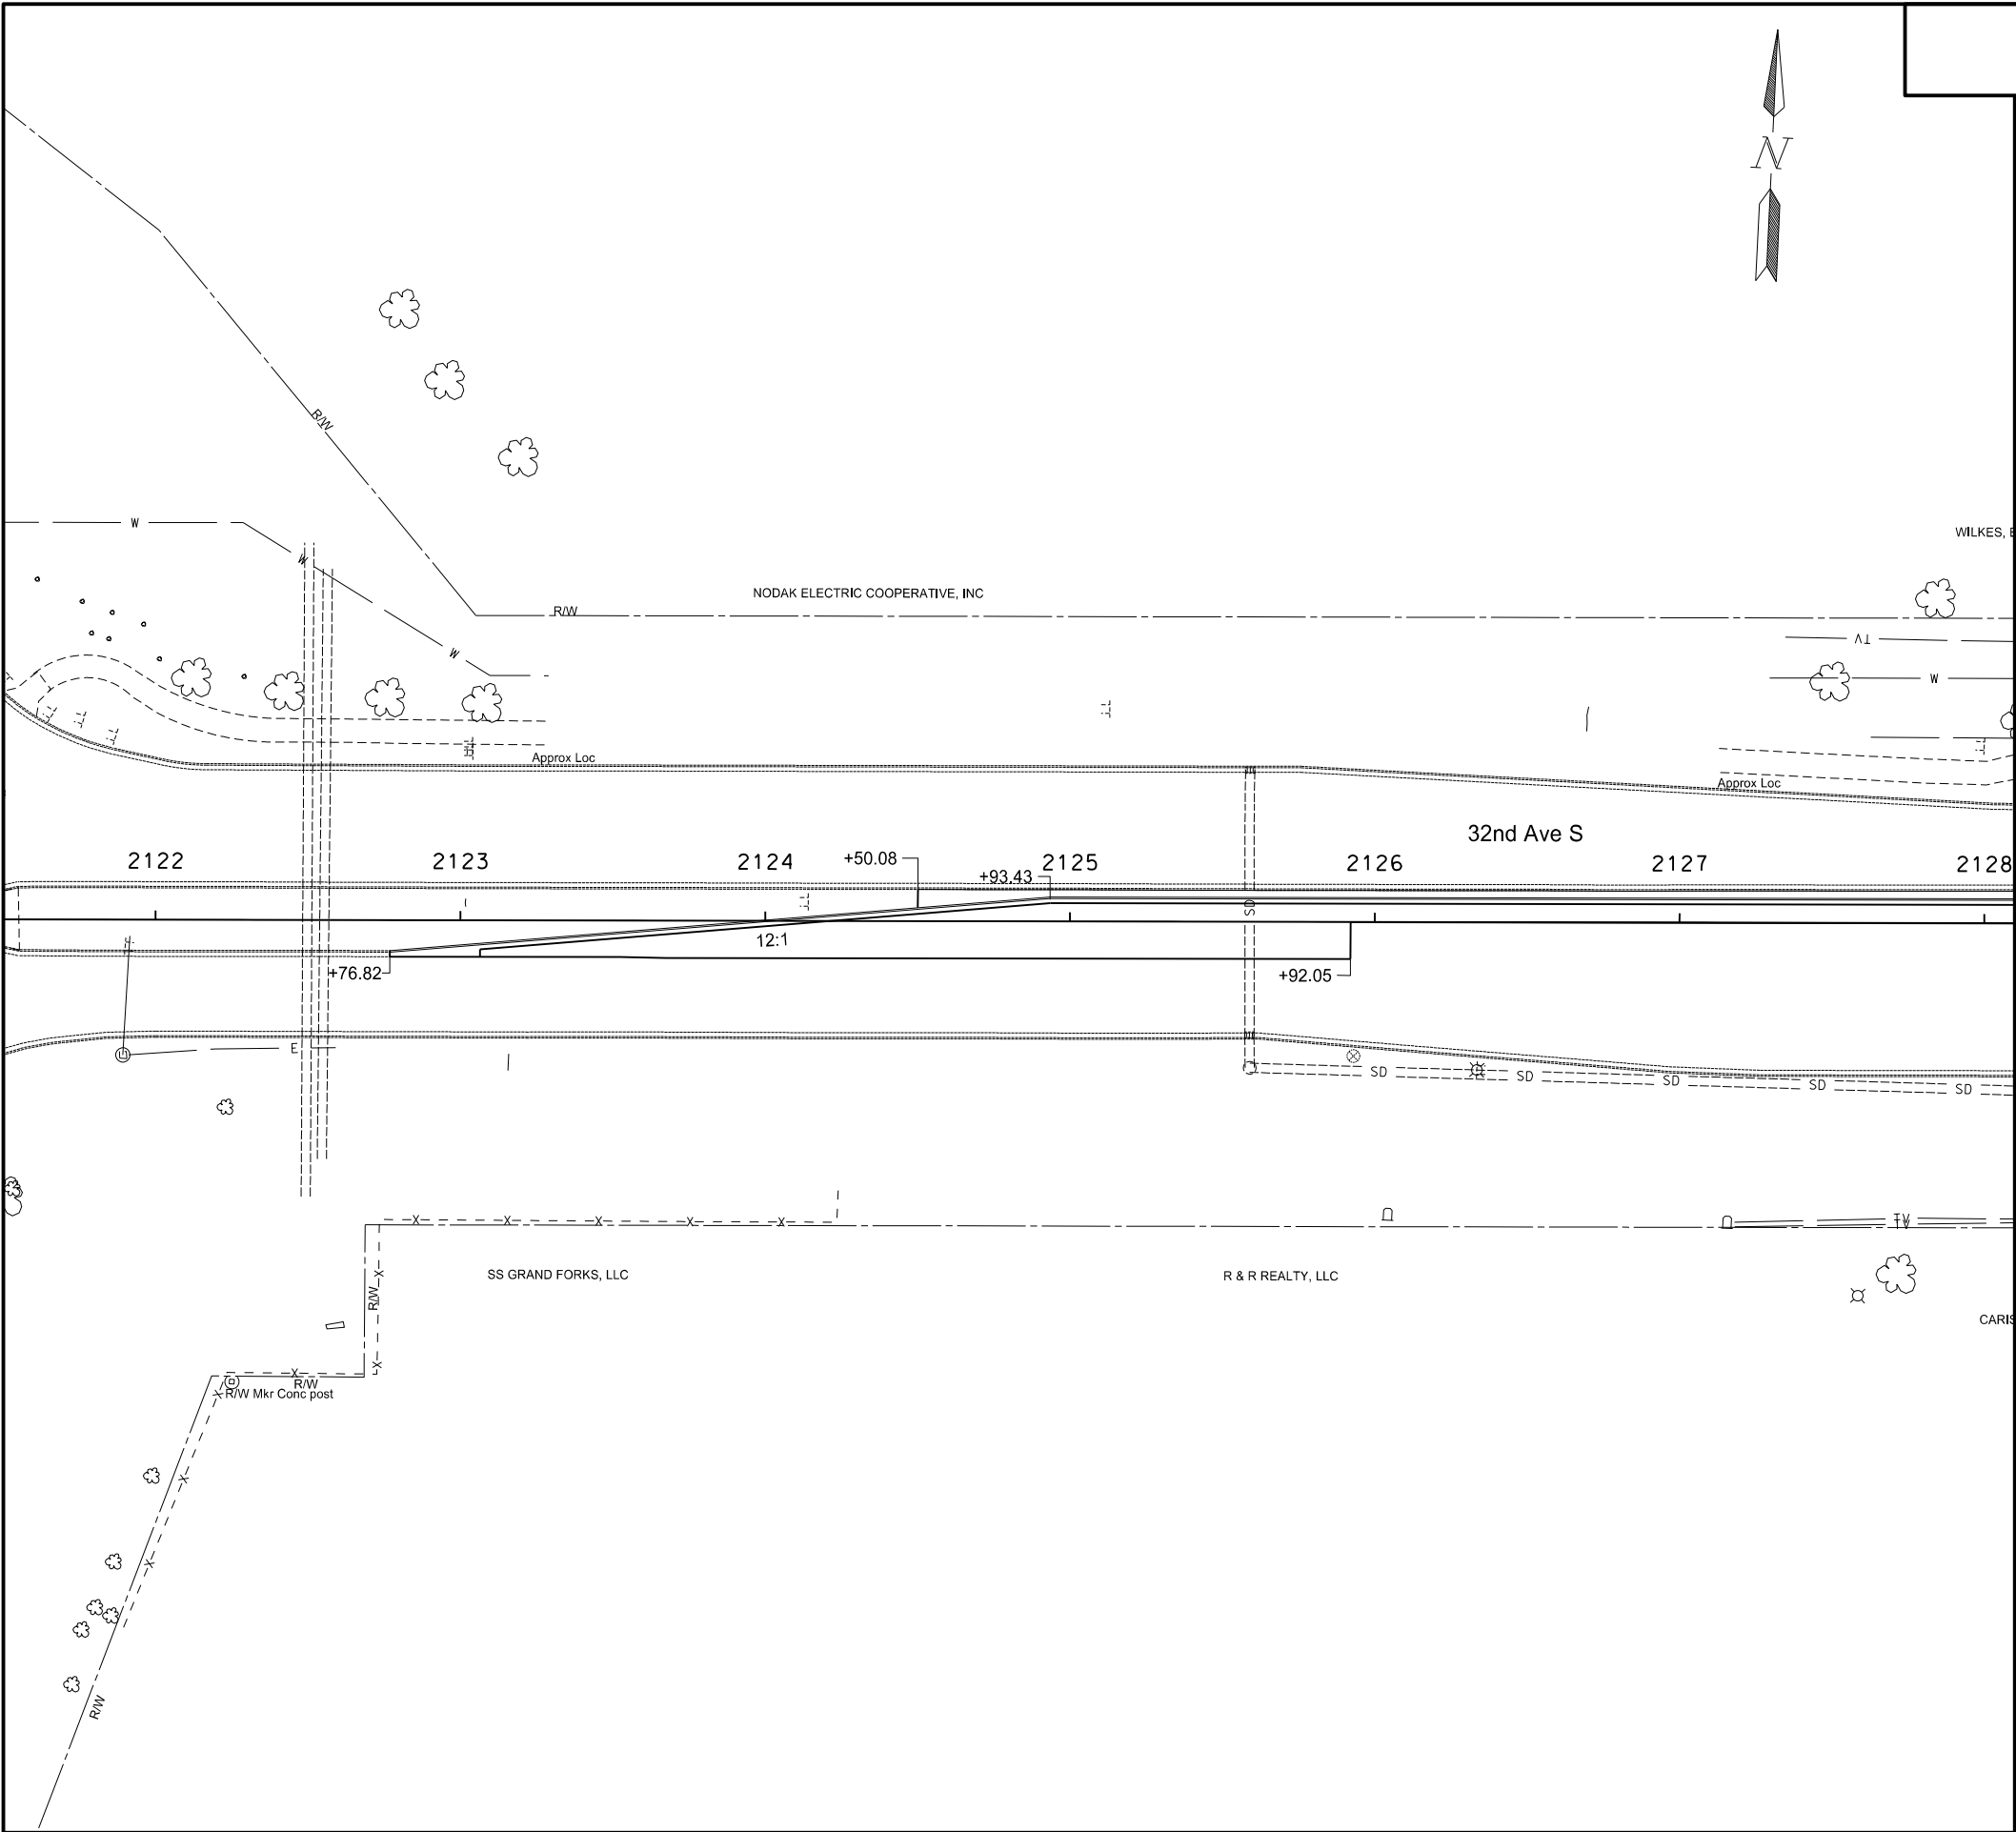 N
R/W
W
WILKES,
W
NODAK ELECTRIC COOPERATIVE, INC
R/W
TV
W
W
Approx Loc
Approx Loc
32nd Ave S
2122 2123 2124 +50.08 2125 2126 2127 2128
+93.43
SD
12:1
+76.82
+92.05
E
SD SD SD SD SD
X X X X X
TV
TV
SS GRAND FORKS, LLC
R & R REALTY, LLC
X
R/W
CARIS
X
X
R/W
X
R/W Mkr Conc post
X
X
R/W